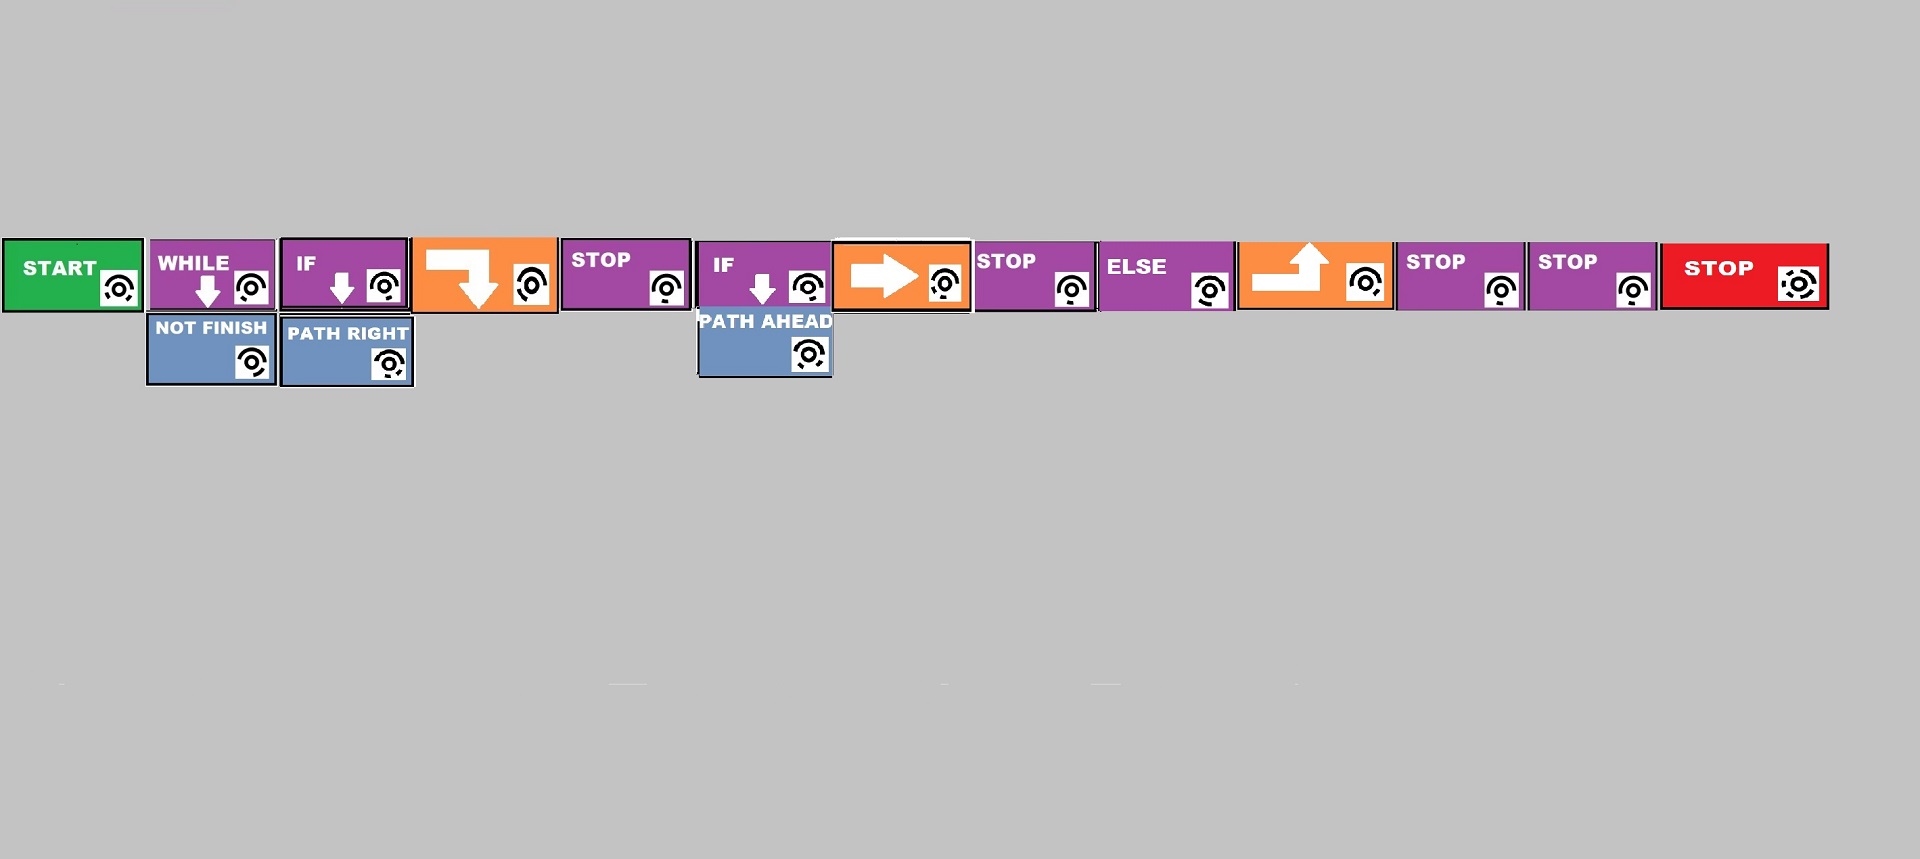 START
WHILE
NOT FINISH
IF
PATH RIGHT
STOP
IF
PATH AHEAD
STOP
ELSE
STOP
STOP
STOP